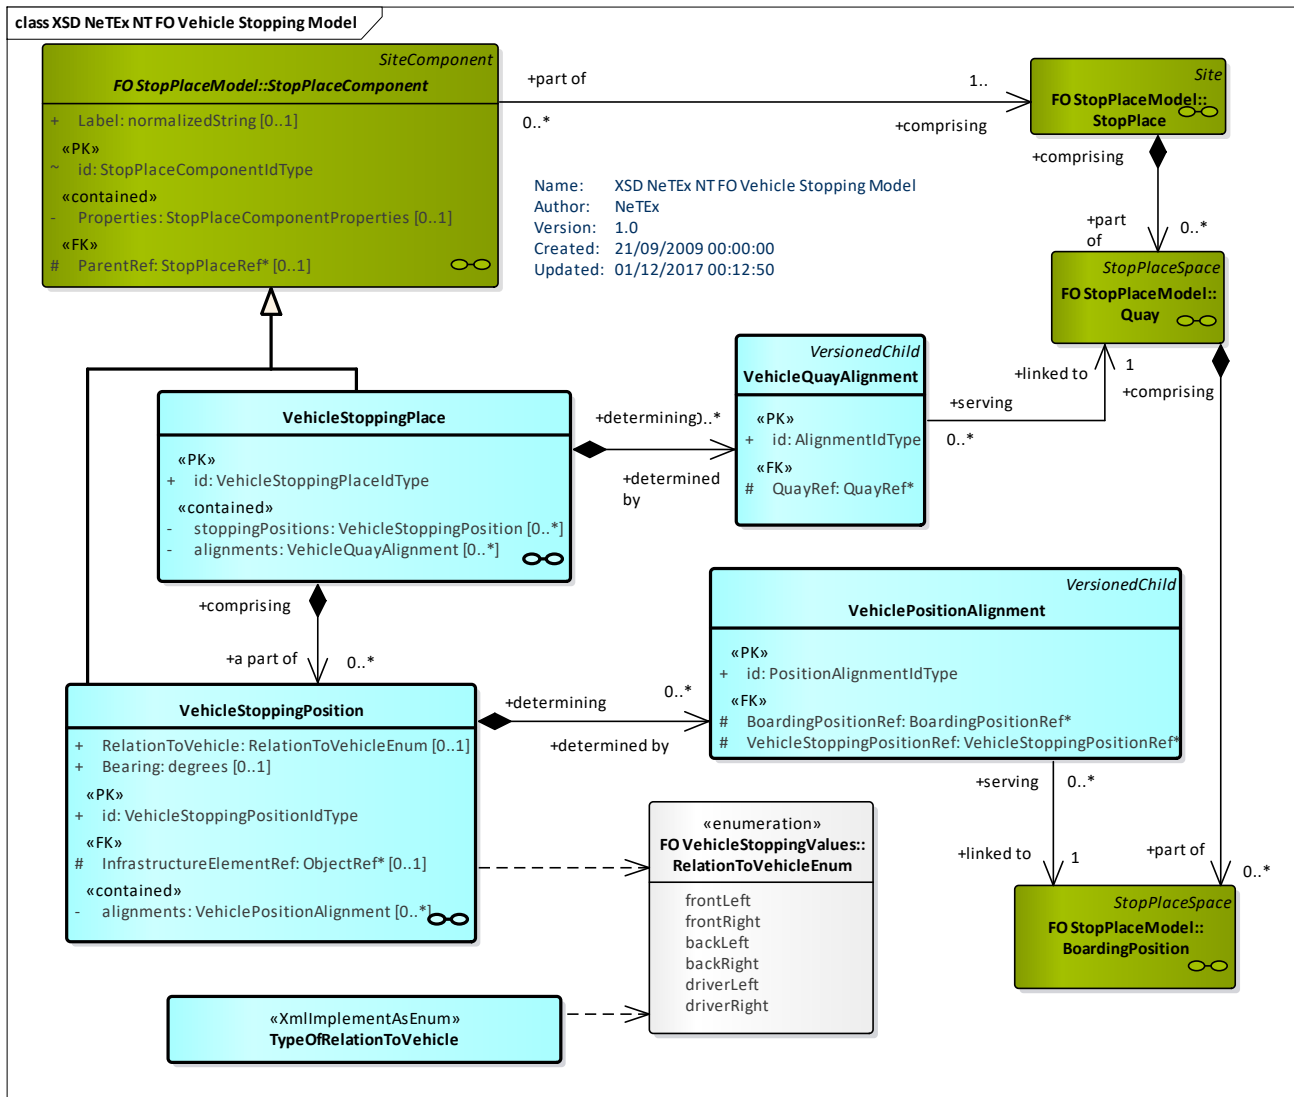 class XSD NeTEx NT FO Vehicle Stopping Model
SiteComponent
FO StopPlaceModel::StopPlaceComponent
+ Label: normalizedString [0..1]
«PK»
~ id: StopPlaceComponentIdType
«contained»
- Properties: StopPlaceComponentProperties [0..1]
«FK»
# ParentRef: StopPlaceRef* [0..1]
+part of
0..*
1..
+comprising
Site
FO StopPlaceModel::
StopPlace
+comprising
+part
of
0..*
Name: XSD NeTEx NT FO Vehicle Stopping Model
Author: NeTEx
Version: 1.0
Created: 21/09/2009 00:00:00
Updated: 01/12/2017 00:12:50
StopPlaceSpace
FO StopPlaceModel::
Quay
+linked to
1
+comprising
VersionedChild
VehicleQuayAlignment
«PK»
+ id: AlignmentIdType
«FK»
# QuayRef: QuayRef*
+serving
0..*
VehicleStoppingPlace
«PK»
+ id: VehicleStoppingPlaceIdType
«contained»
- stoppingPositions: VehicleStoppingPosition [0..*]
- alignments: VehicleQuayAlignment [0..*]
+determining
0..*
+determined
by
+comprising
+a part of
0..*
VersionedChild
VehiclePositionAlignment
«PK»
+ id: PositionAlignmentIdType
«FK»
# BoardingPositionRef: BoardingPositionRef*
# VehicleStoppingPositionRef: VehicleStoppingPositionRef*
VehicleStoppingPosition
+ RelationToVehicle: RelationToVehicleEnum [0..1]
+ Bearing: degrees [0..1]
«PK»
+ id: VehicleStoppingPositionIdType
«FK»
# InfrastructureElementRef: ObjectRef* [0..1]
«contained»
- alignments: VehiclePositionAlignment [0..*]
+determining
0..*
+determined by
+serving
0..*
+linked to
1
+part of
0..*
«enumeration»
FO VehicleStoppingValues::
RelationToVehicleEnum
frontLeft
frontRight
backLeft
backRight
driverLeft
driverRight
StopPlaceSpace
FO StopPlaceModel::
BoardingPosition
«XmlImplementAsEnum»
TypeOfRelationToVehicle